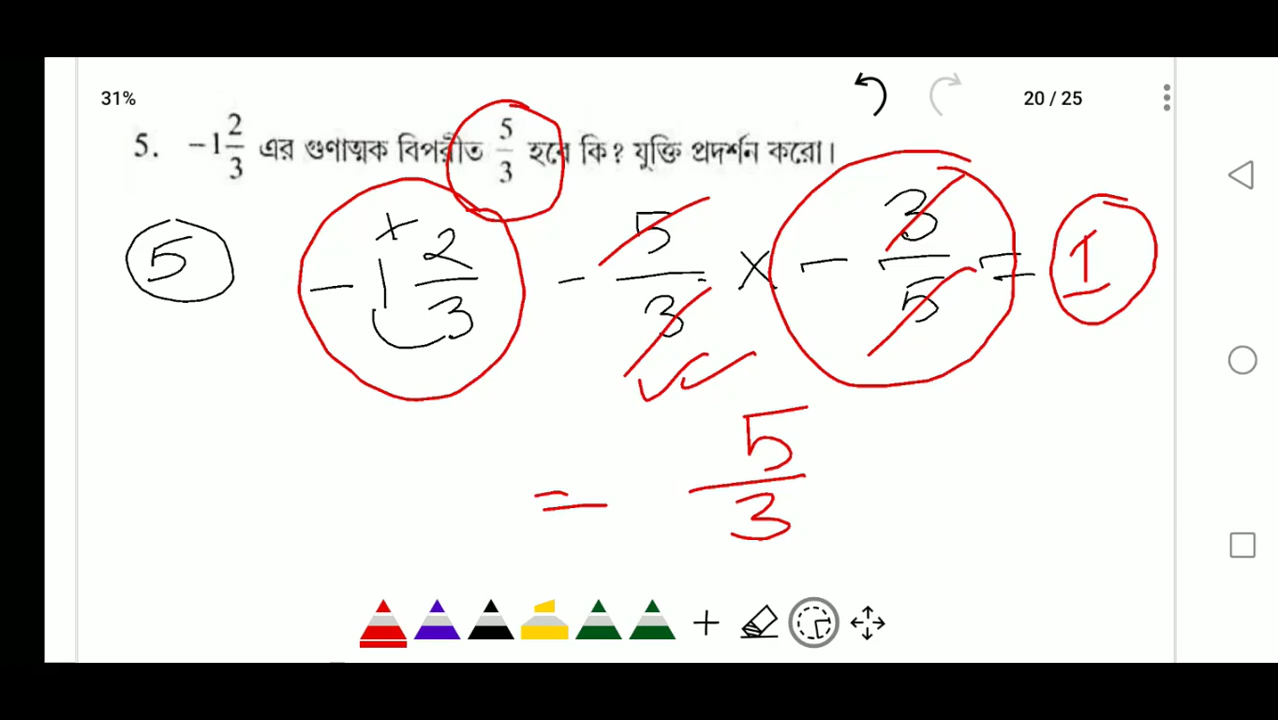 31%
20 / 25
5. -1 2/3 এর গুণাত্মক বিপরীত 5/3 হবে কি? যুক্তি প্রদর্শন করো।
5 - 1 + 2/3 - 5/3 × - 3/5 = 1
= 5/3